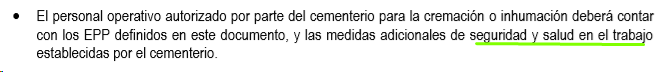 • El personal operativo autorizado por parte del cementerio para la cremación o inhumación deberá contar
con los EPP definidos en este documento, y las medidas adicionales de seguridad y salud en el trabajo
establecidas por el cementerio.